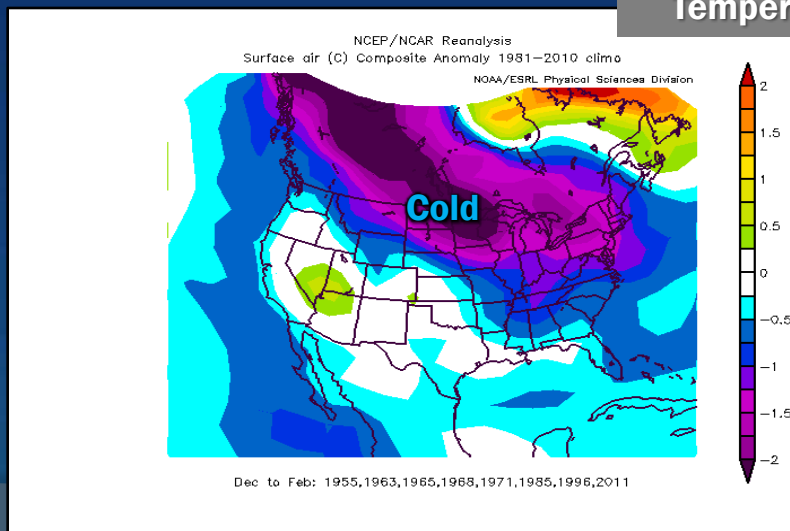 Temper
NCEP/NCAR Reanalysis
Surface air (C) Composite Anomaly 1981-2010 climo
NOAA/ESRL Physical Sciences Division
Cold
2
1.5
1
0.5
0
-0.5
-1
-1.5
-2
Dec to Feb: 1955,1963,1965,1968,1971,1985,1996,2011